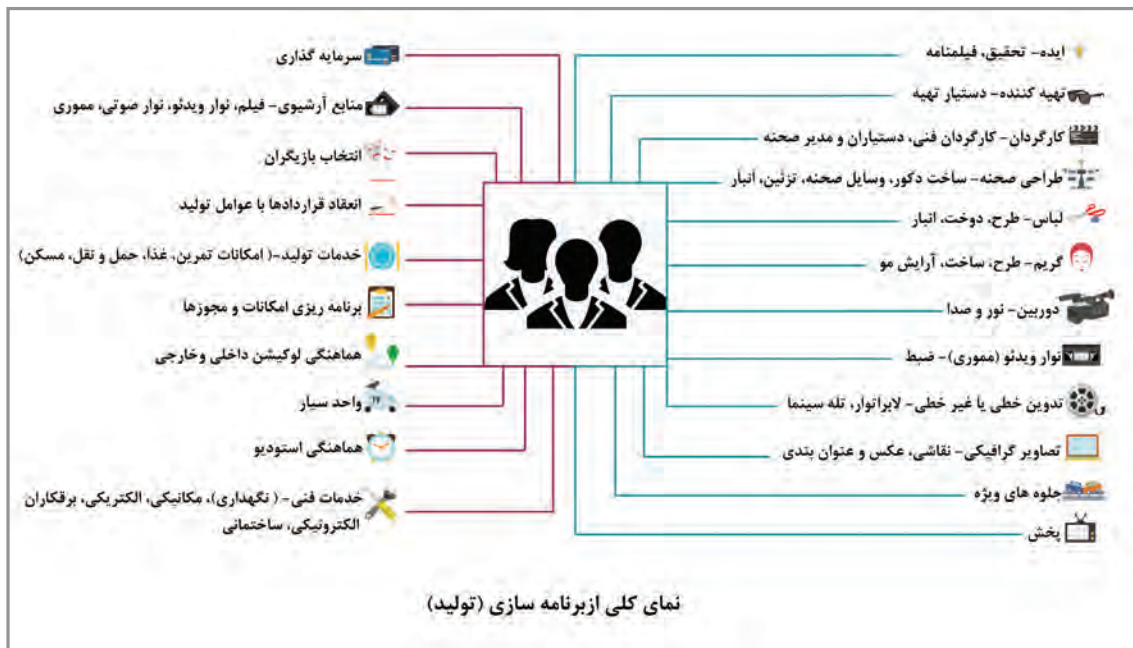 ایده- تحقیق، فیلمنامه
تهیه کننده- دستیار تهیه
کارگردان- کارگردان فنی، دستیاران و مدیر صحنه
طراحی صحنه- ساخت دکور، وسایل صحنه، تزئین، انبار
لباس- طرح، دوخت، انبار
گریم- طرح، ساخت، آرایش مو
دوربین- نور و صدا
نوار ویدئو (مموری)- ضبط
تدوین خطی یا غیر خطی- لابراتوار، تله سینما
تصاویر گرافیکی- نقاشی، عکس و عنوان بندی
جلوه های ویژه
پخش
سرمایه گذاری
منابع آرشیوی- فیلم، نوار ویدئو، نوار صوتی، مموری
انتخاب بازیگران
انعقاد قراردادها با عوامل تولید
خدمات تولید-( امکانات تمرین، غذا، حمل و نقل، مسکن)
برنامه ریزی امکانات و مجوزها
هماهنگی لوکیشن داخلی وخارجی
واحد سیار
هماهنگی استودیو
خدمات فنی- ( نگهداری)، مکانیکی، الکتریکی، برقکاران
الکترونیکی، ساختمانی
نمای کلی ازبرنامه سازی (تولید)